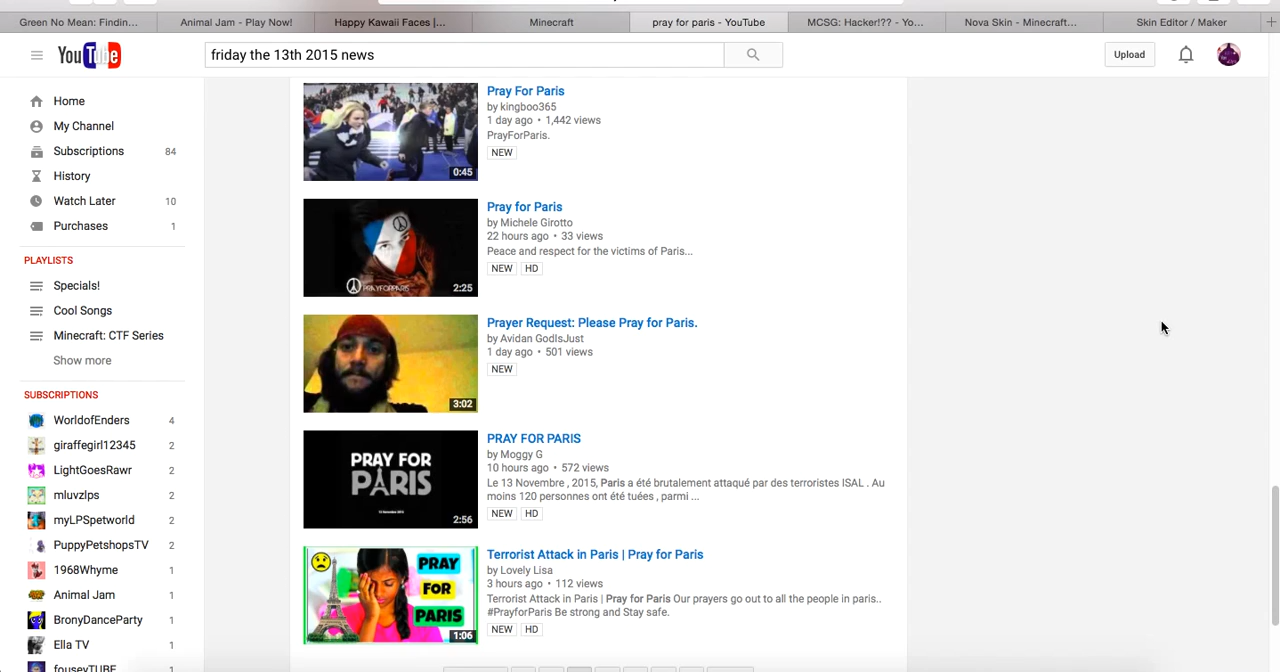 Green No Mean: Findin...
Animal Jam - Play Now!
Happy Kawaii Faces |...
Minecraft
pray for paris - YouTube
MCSG: Hacker!?? - Yo...
Nova Skin - Minecraft...
Skin Editor / Maker
YouTube
friday the 13th 2015 news
Upload
Home
My Channel
Subscriptions 84
History
Watch Later 10
Purchases 1
PLAYLISTS
Specials!
Cool Songs
Minecraft: CTF Series
Show more
SUBSCRIPTIONS
WorldofEnders 4
giraffegirl12345 2
LightGoesRawr 2
mluvzlps 2
myLPSpetworld 2
PuppyPetshopsTV 2
1968Whyme 1
Animal Jam 1
BronyDanceParty 1
Ella TV 1
fouseyTUBE 1
0:45
Pray For Paris
by kingboo365
1 day ago • 1,442 views
PrayForParis.
NEW
PRAYFORPARIS
2:25
Pray for Paris
by Michele Girotto
22 hours ago • 33 views
Peace and respect for the victims of Paris...
NEW HD
3:02
Prayer Request: Please Pray for Paris.
by Avidan GodIsJust
1 day ago • 501 views
NEW
PRAY FOR
PARIS
2:56
PRAY FOR PARIS
by Moggy G
10 hours ago • 572 views
Le 13 Novembre , 2015, Paris a été brutalement attaqué par des terroristes ISAL . Au
moins 120 personnes ont été tuées , parmi ...
NEW HD
PRAY
FOR
PARIS
1:06
Terrorist Attack in Paris | Pray for Paris
by Lovely Lisa
3 hours ago • 112 views
Terrorist Attack in Paris | Pray for Paris Our prayers go out to all the people in paris..
#PrayforParis Be strong and Stay safe.
NEW HD